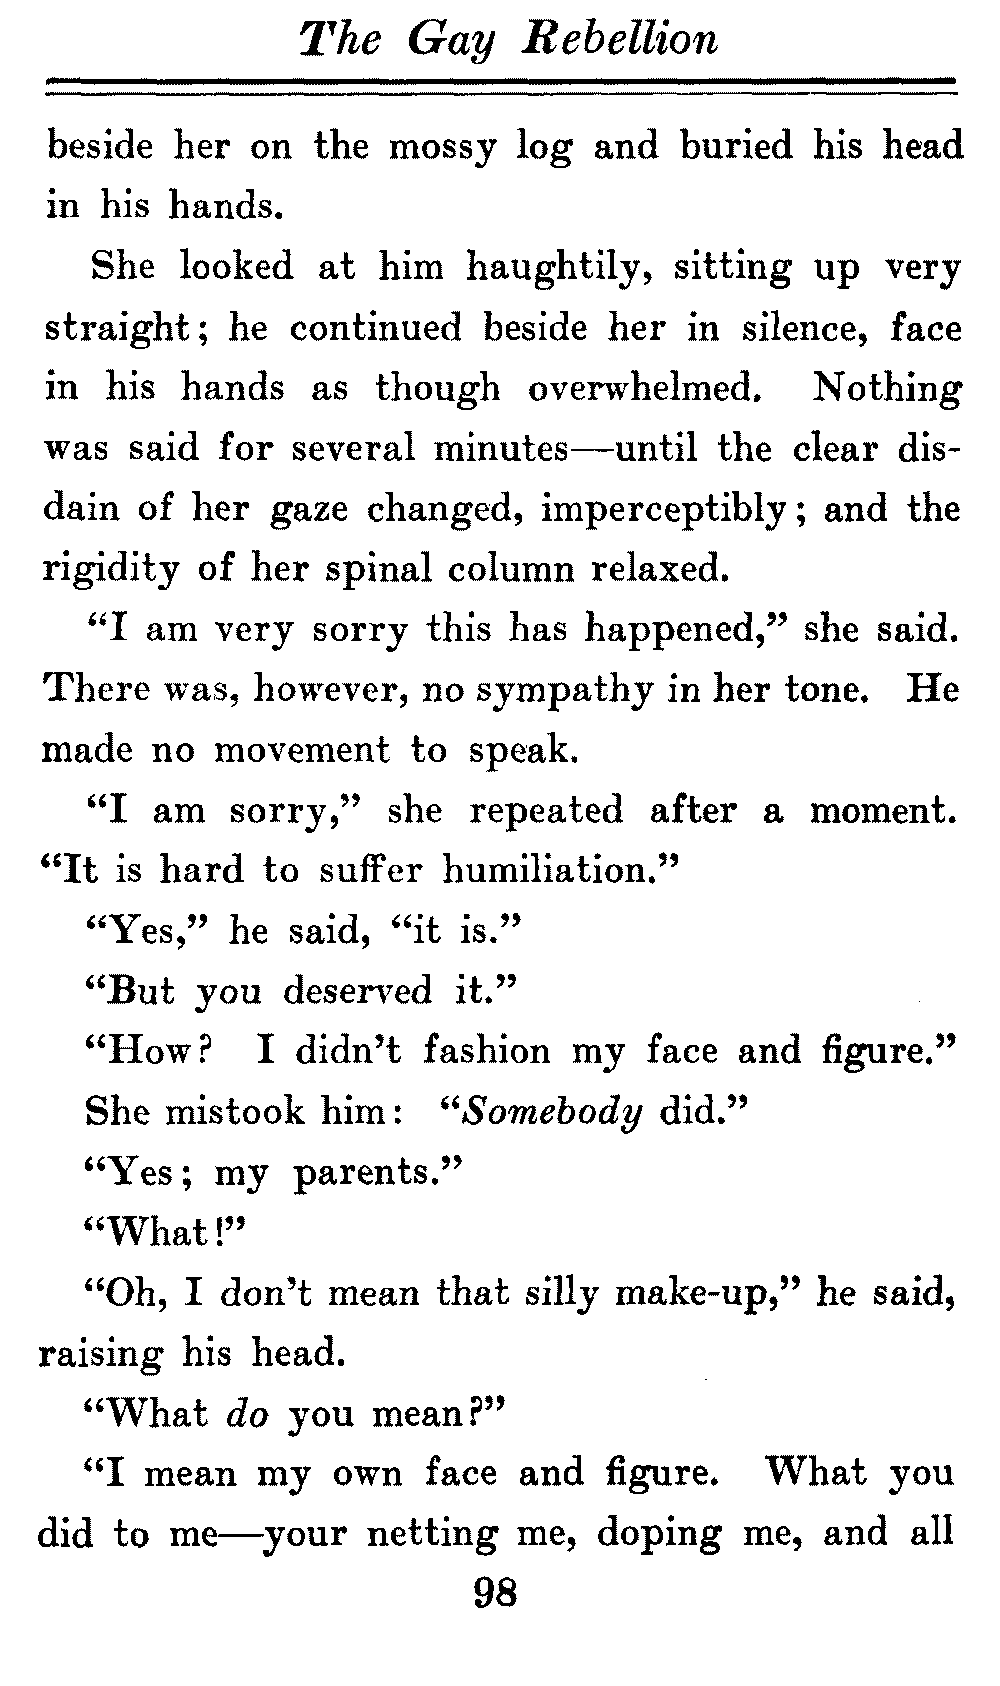 The Gay Rebellion
beside her on the mossy log and buried his head
in his hands.
She looked at him haughtily, sitting up very
straight; he continued beside her in silence, face
in his hands as though overwhelmed. Nothing
was said for several minutes—until the clear dis-
dain of her gaze changed, imperceptibly; and the
rigidity of her spinal column relaxed.
“I am very sorry this has happened,” she said.
There was, however, no sympathy in her tone. He
made no movement to speak.
“I am sorry,” she repeated after a moment.
“It is hard to suffer humiliation.”
“Yes,” he said, “it is.”
“But you deserved it.”
“How? I didn’t fashion my face and figure.”
She mistook him: “Somebody did.”
“Yes; my parents.”
“What!”
“Oh, I don’t mean that silly make-up,” he said,
raising his head.
“What do you mean?”
“I mean my own face and figure. What you
did to me—your netting me, doping me, and all
98